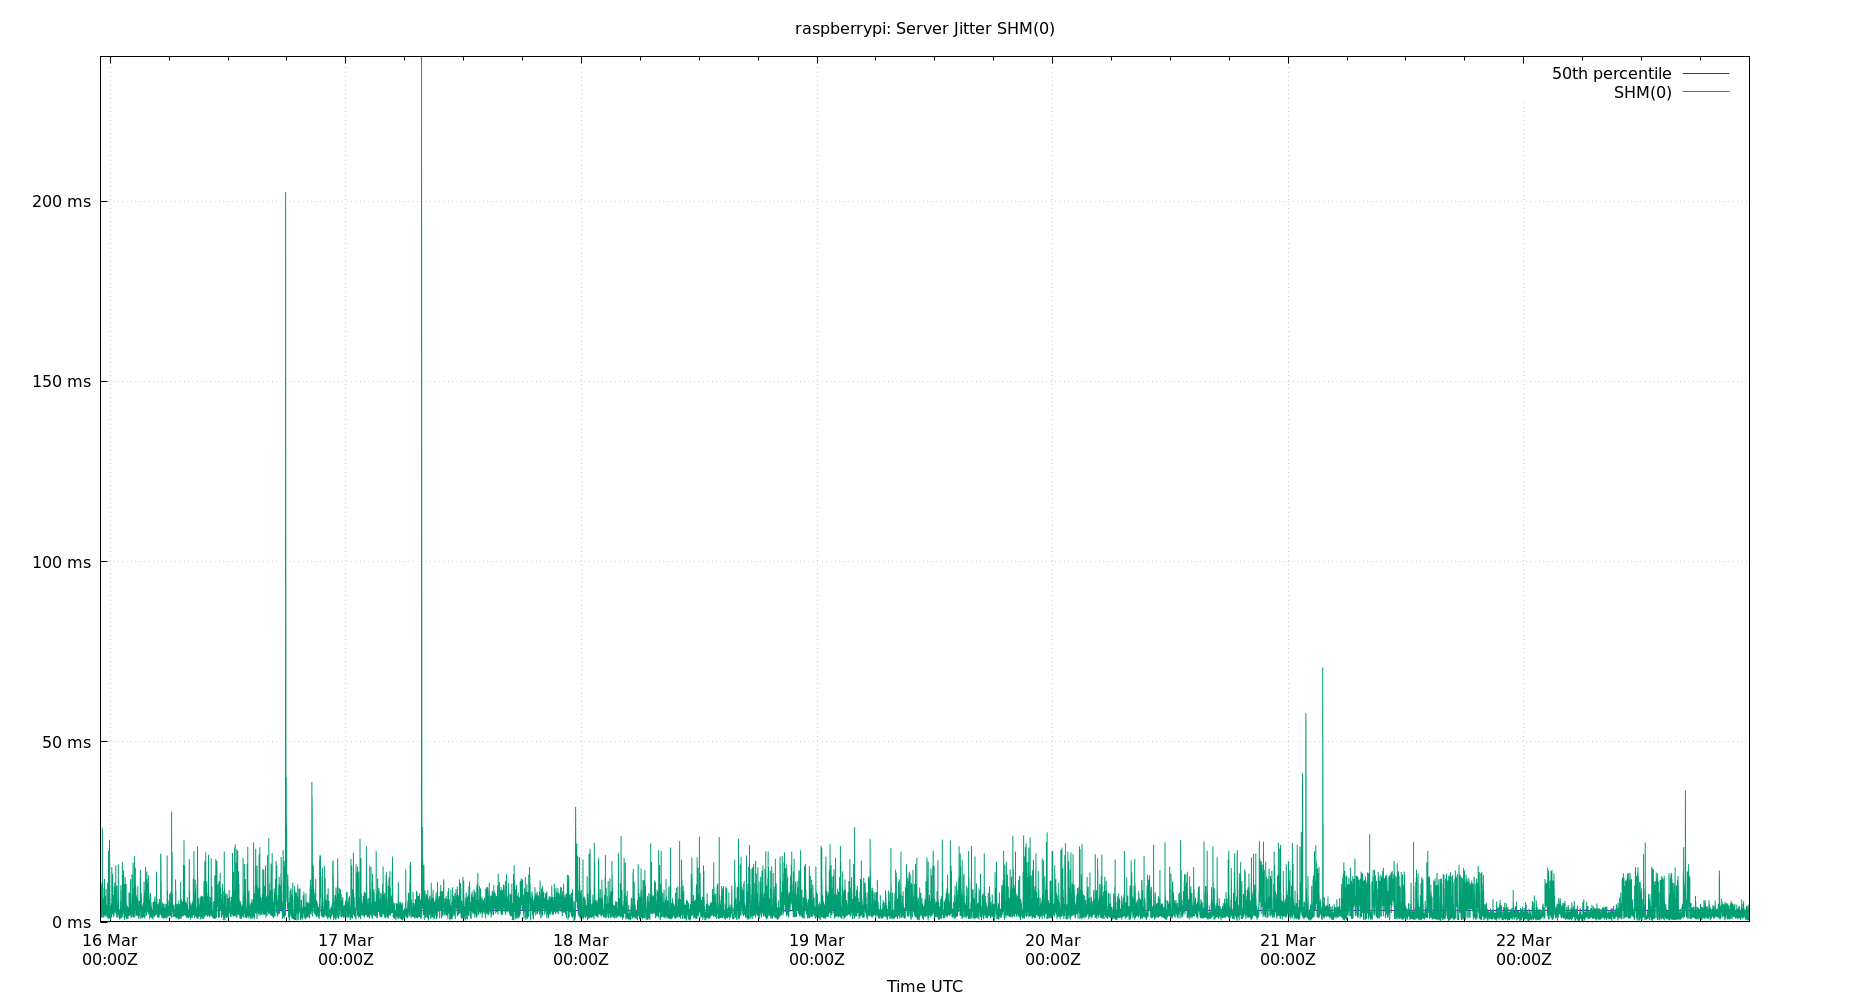 raspberrypi: Server Jitter SHM(0)
50th percentile
SHM(0)
200 ms
150 ms
100 ms
50 ms
0 ms
16 Mar 17 Mar 18 Mar 19 Mar 20 Mar 21 Mar 22 Mar
00:00Z 00:00Z 00:00Z 00:00Z 00:00Z 00:00Z 00:00Z
Time UTC